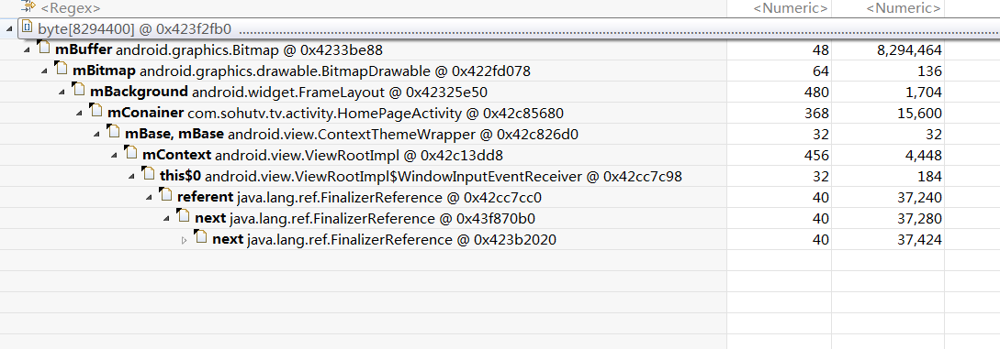 <Regex> <Numeric> <Numeric>
byte[8294400] @ 0x423f2fb0
mBuffer android.graphics.Bitmap @ 0x4233be88 48 8,294,464
mBitmap android.graphics.drawable.BitmapDrawable @ 0x422fd078 64 136
mBackground android.widget.FrameLayout @ 0x42325e50 480 1,704
mConainer com.sohutv.tv.activity.HomePageActivity @ 0x42c85680 368 15,600
mBase, mBase android.view.ContextThemeWrapper @ 0x42c826d0 32 32
mContext android.view.ViewRootImpl @ 0x42c13dd8 456 4,448
this$0 android.view.ViewRootImpl$WindowInputEventReceiver @ 0x42cc7c98 32 184
referent java.lang.ref.FinalizerReference @ 0x42cc7cc0 40 37,240
next java.lang.ref.FinalizerReference @ 0x43f870b0 40 37,280
next java.lang.ref.FinalizerReference @ 0x423b2020 40 37,424